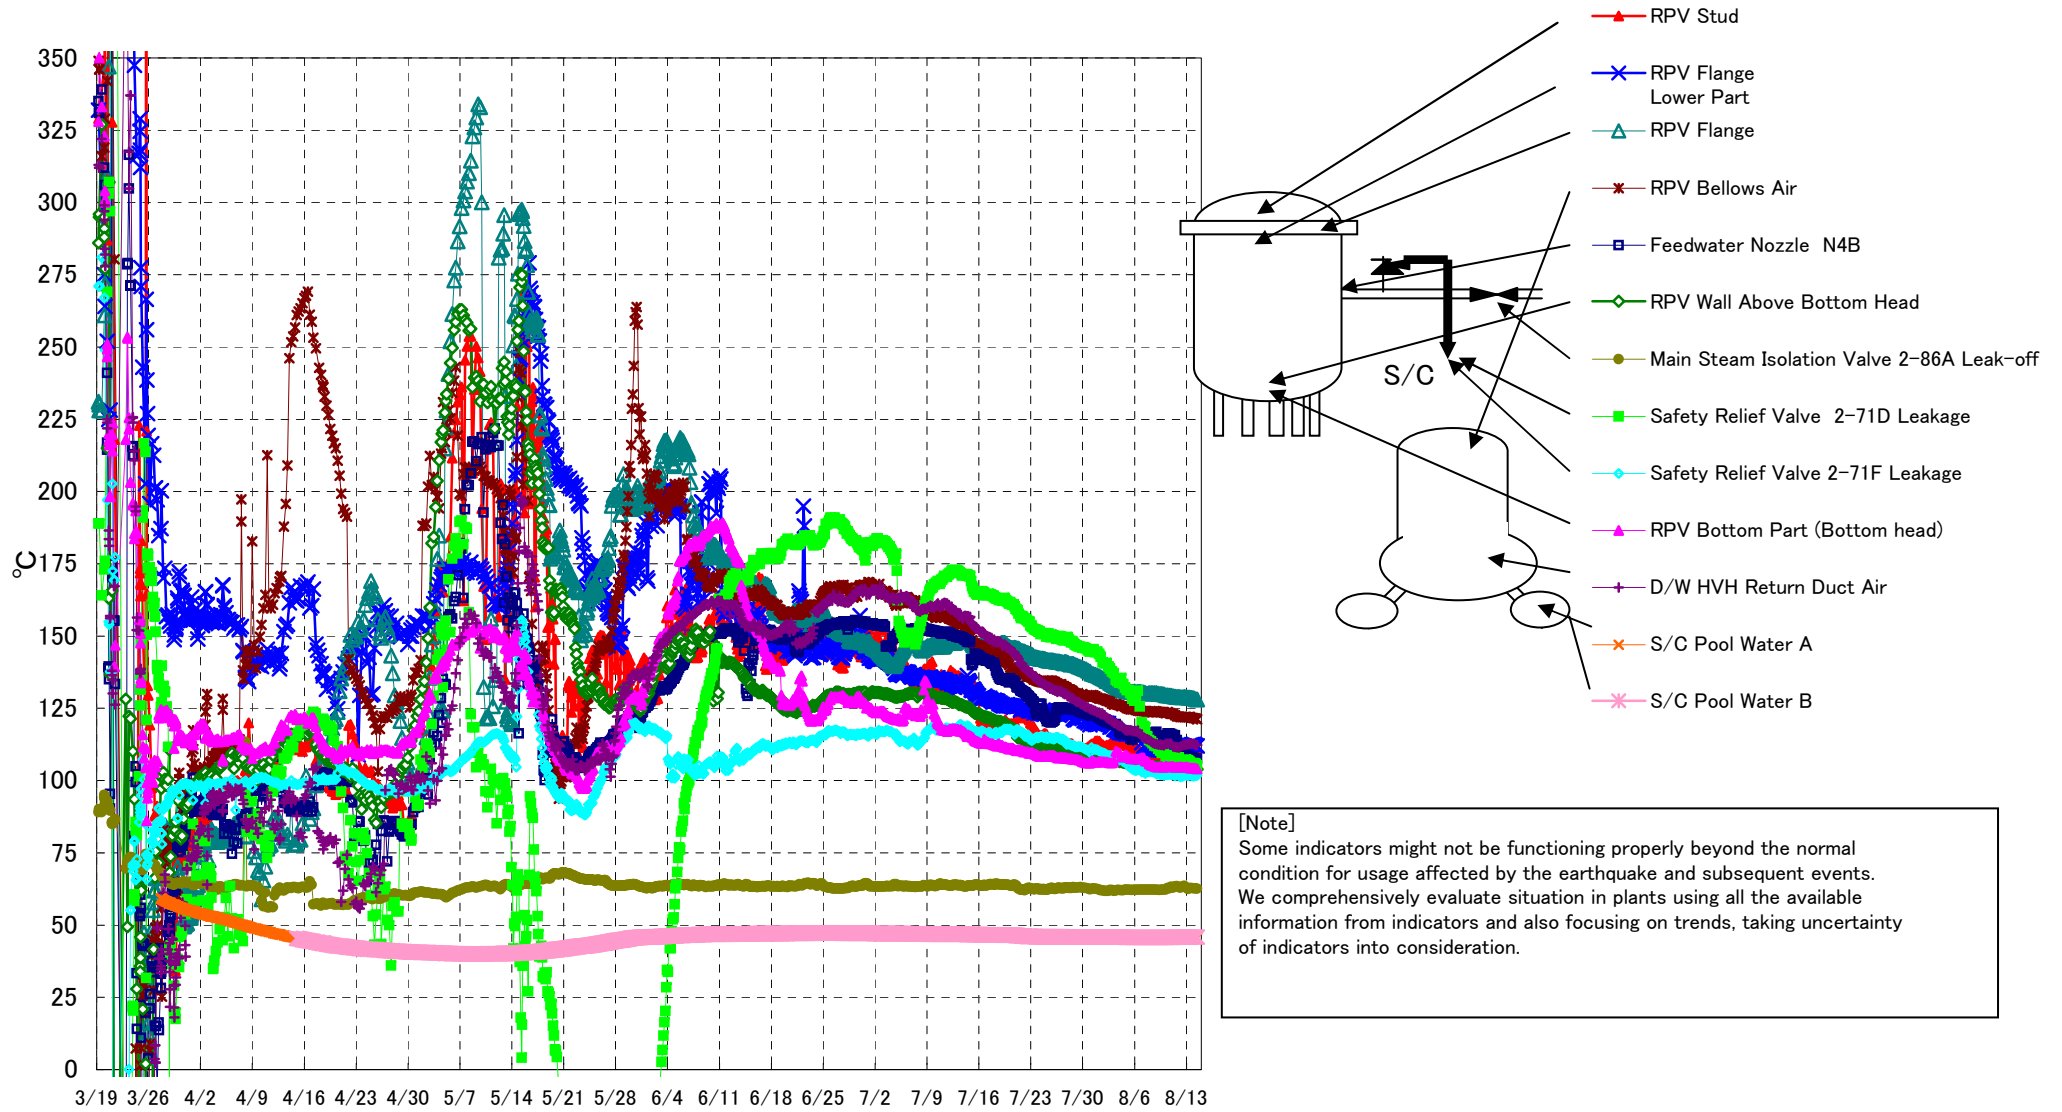 ℃
350
325
300
275
250
225
200
175
150
125
100
75
50
25
0
3/19 3/26 4/2 4/9 4/16 4/23 4/30 5/7 5/14 5/21 5/28 6/4 6/11 6/18 6/25 7/2 7/9 7/16 7/23 7/30 8/6 8/13
RPV Stud
RPV Flange
Lower Part
RPV Flange
RPV Bellows Air
Feedwater Nozzle N4B
RPV Wall Above Bottom Head
Main Steam Isolation Valve 2-86A Leak-off
Safety Relief Valve 2-71D Leakage
Safety Relief Valve 2-71F Leakage
RPV Bottom Part (Bottom head)
D/W HVH Return Duct Air
S/C Pool Water A
S/C Pool Water B
S/C
[Note]
Some indicators might not be functioning properly beyond the normal
condition for usage affected by the earthquake and subsequent events.
We comprehensively evaluate situation in plants using all the available
information from indicators and also focusing on trends, taking uncertainty
of indicators into consideration.